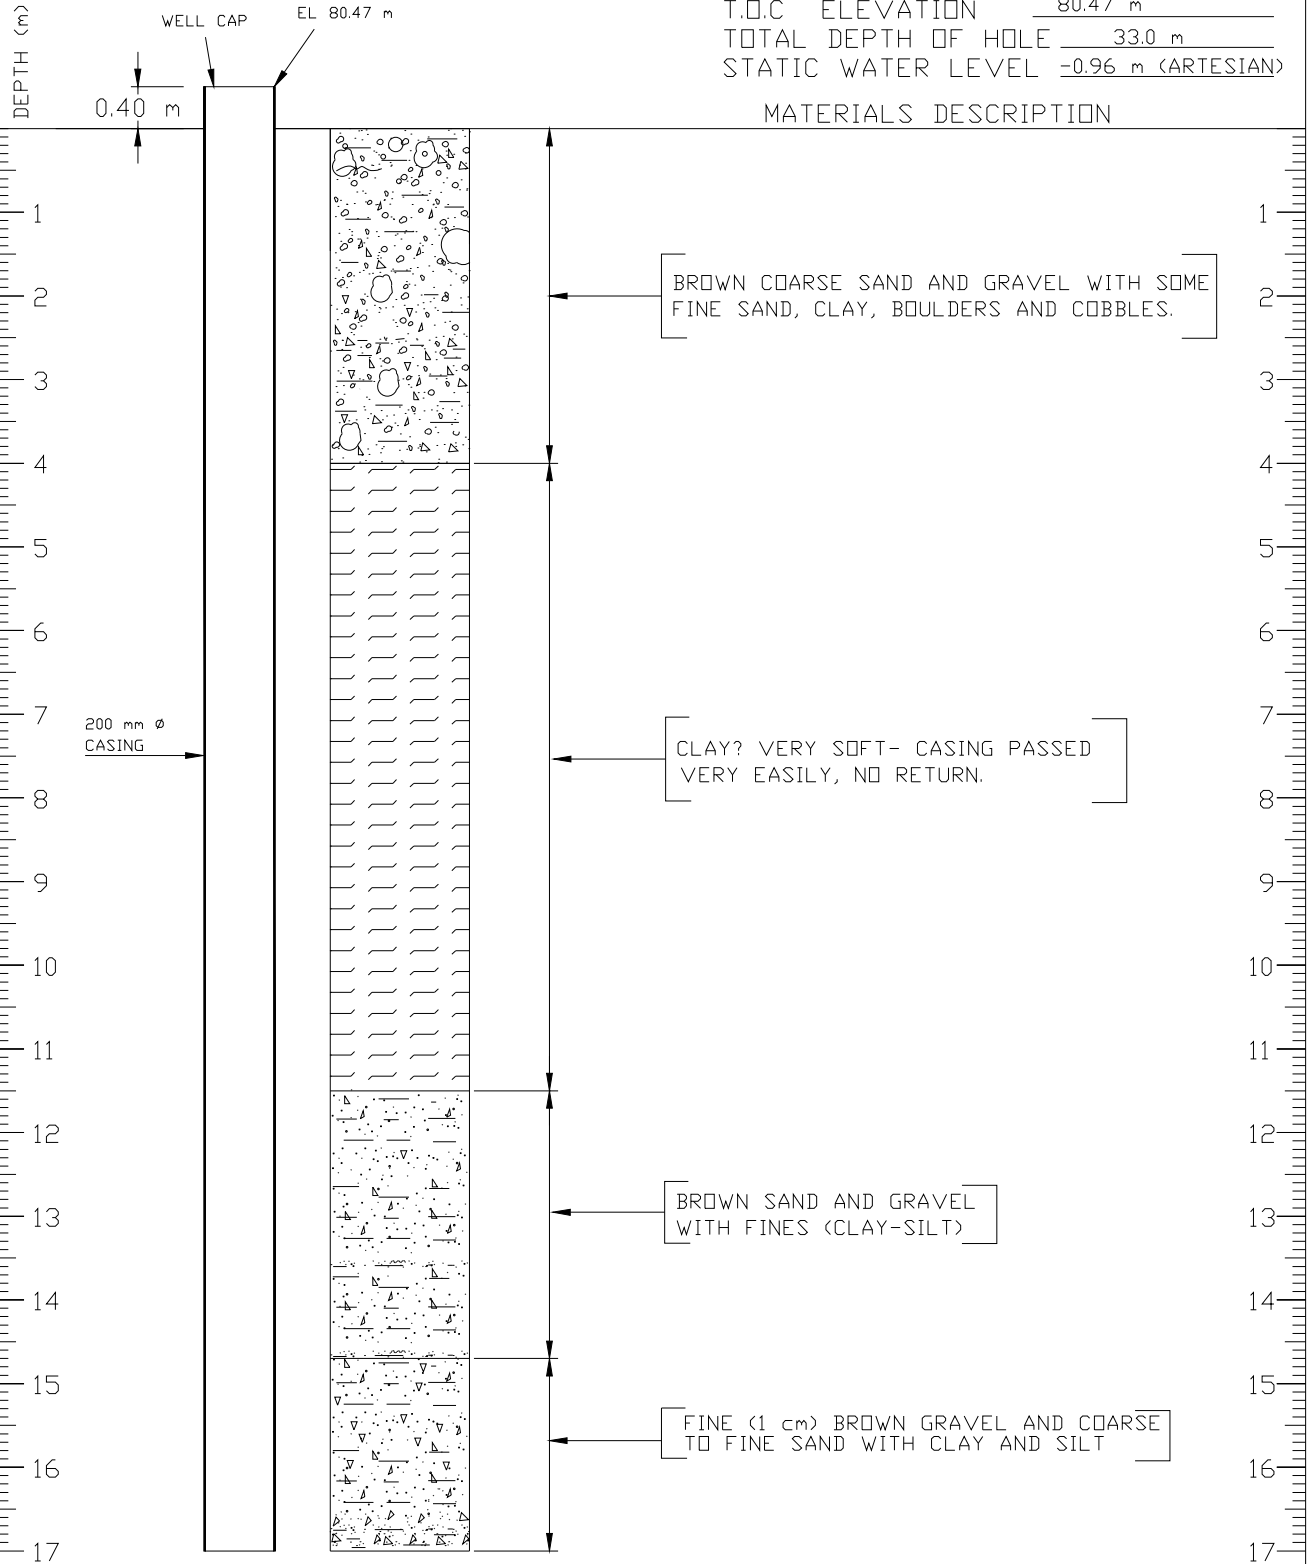 T.O.C ELEVATION 80.47 m
TOTAL DEPTH OF HOLE 33.0 m
STATIC WATER LEVEL -0.96 m (ARTESIAN)
DEPTH (m)
WELL CAP
EL 80.47 m
0.40 m
MATERIALS DESCRIPTION
1 1
BROWN COARSE SAND AND GRAVEL WITH SOME
2 2
FINE SAND, CLAY, BOULDERS AND COBBLES.
3 3
4 4
5 5
6 6
7 7
200 mm Ø
CASING
CLAY? VERY SOFT- CASING PASSED
VERY EASILY, NO RETURN.
8 8
9 9
10 10
11 11
12 12
BROWN SAND AND GRAVEL
WITH FINES (CLAY-SILT)
13 13
14 14
15 15
FINE (1 cm) BROWN GRAVEL AND COARSE
TO FINE SAND WITH CLAY AND SILT
16 16
17 17